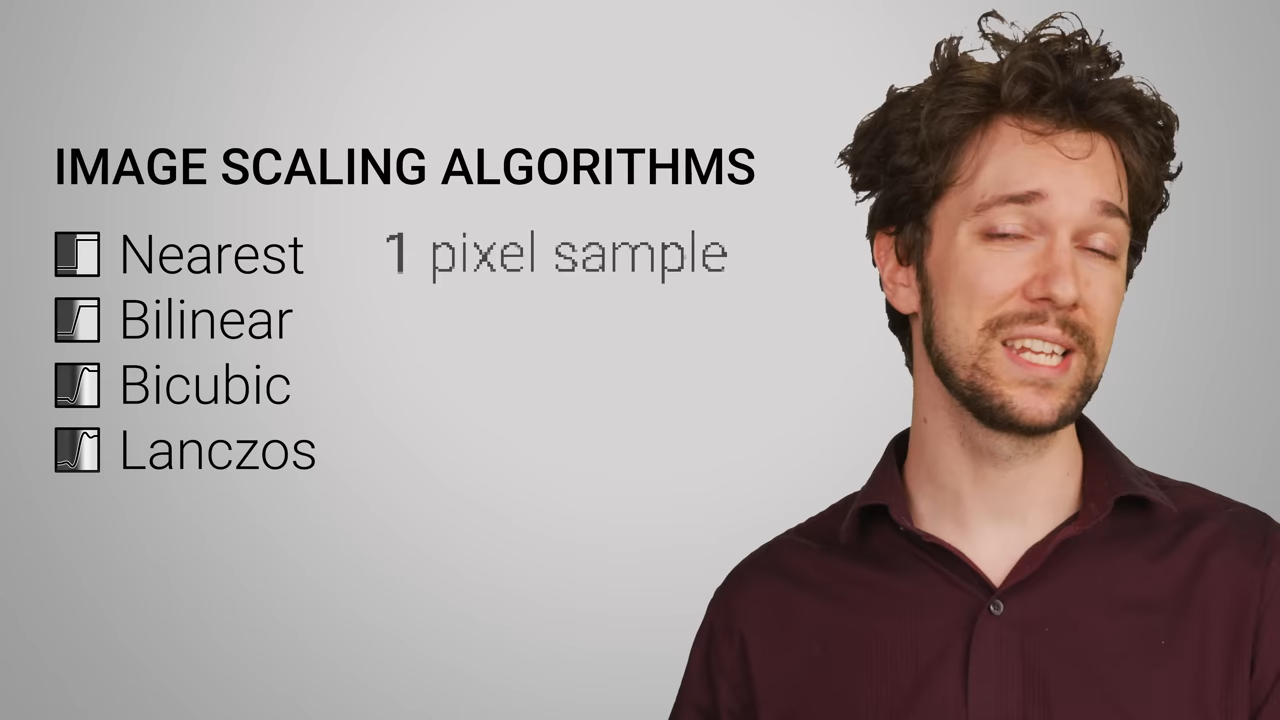 IMAGE SCALING ALGORITHMS
Nearest 1 pixel sample
Bilinear
Bicubic
Lanczos